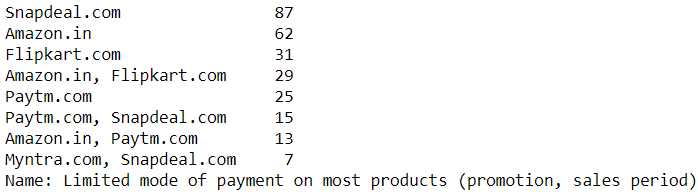 Snapdeal.com 87
Amazon.in 62
Flipkart.com 31
Amazon.in, Flipkart.com 29
Paytm.com 25
Paytm.com, Snapdeal.com 15
Amazon.in, Paytm.com 13
Myntra.com, Snapdeal.com 7
Name: Limited mode of payment on most products (promotion, sales period)